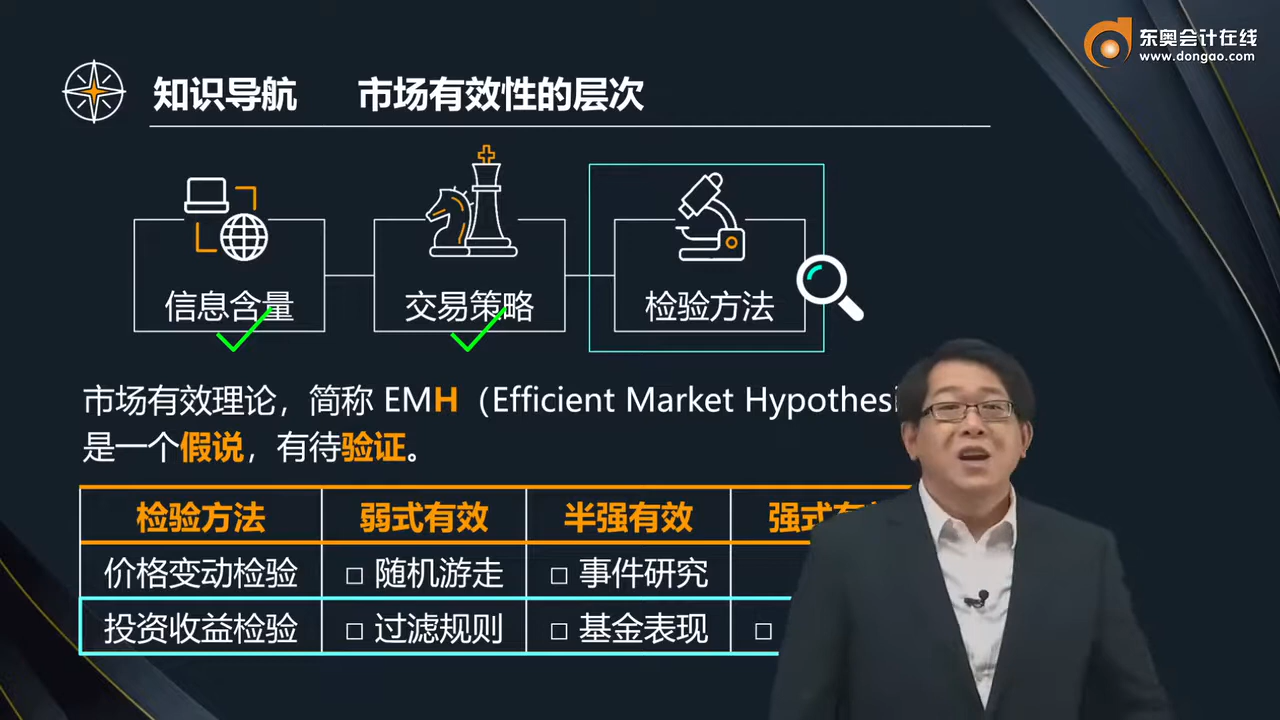 东奥会计在线
www.dongao.com
知识导航 市场有效性的层次
信息含量 交易策略 检验方法
市场有效理论，简称 EMH（Efficient Market
是一个假说，有待验证。
检验方法 弱式有效 半强有效 强式
价格变动检验 □ 随机游走 □ 事件研究
投资收益检验 □ 过滤规则 □ 基金表现 □